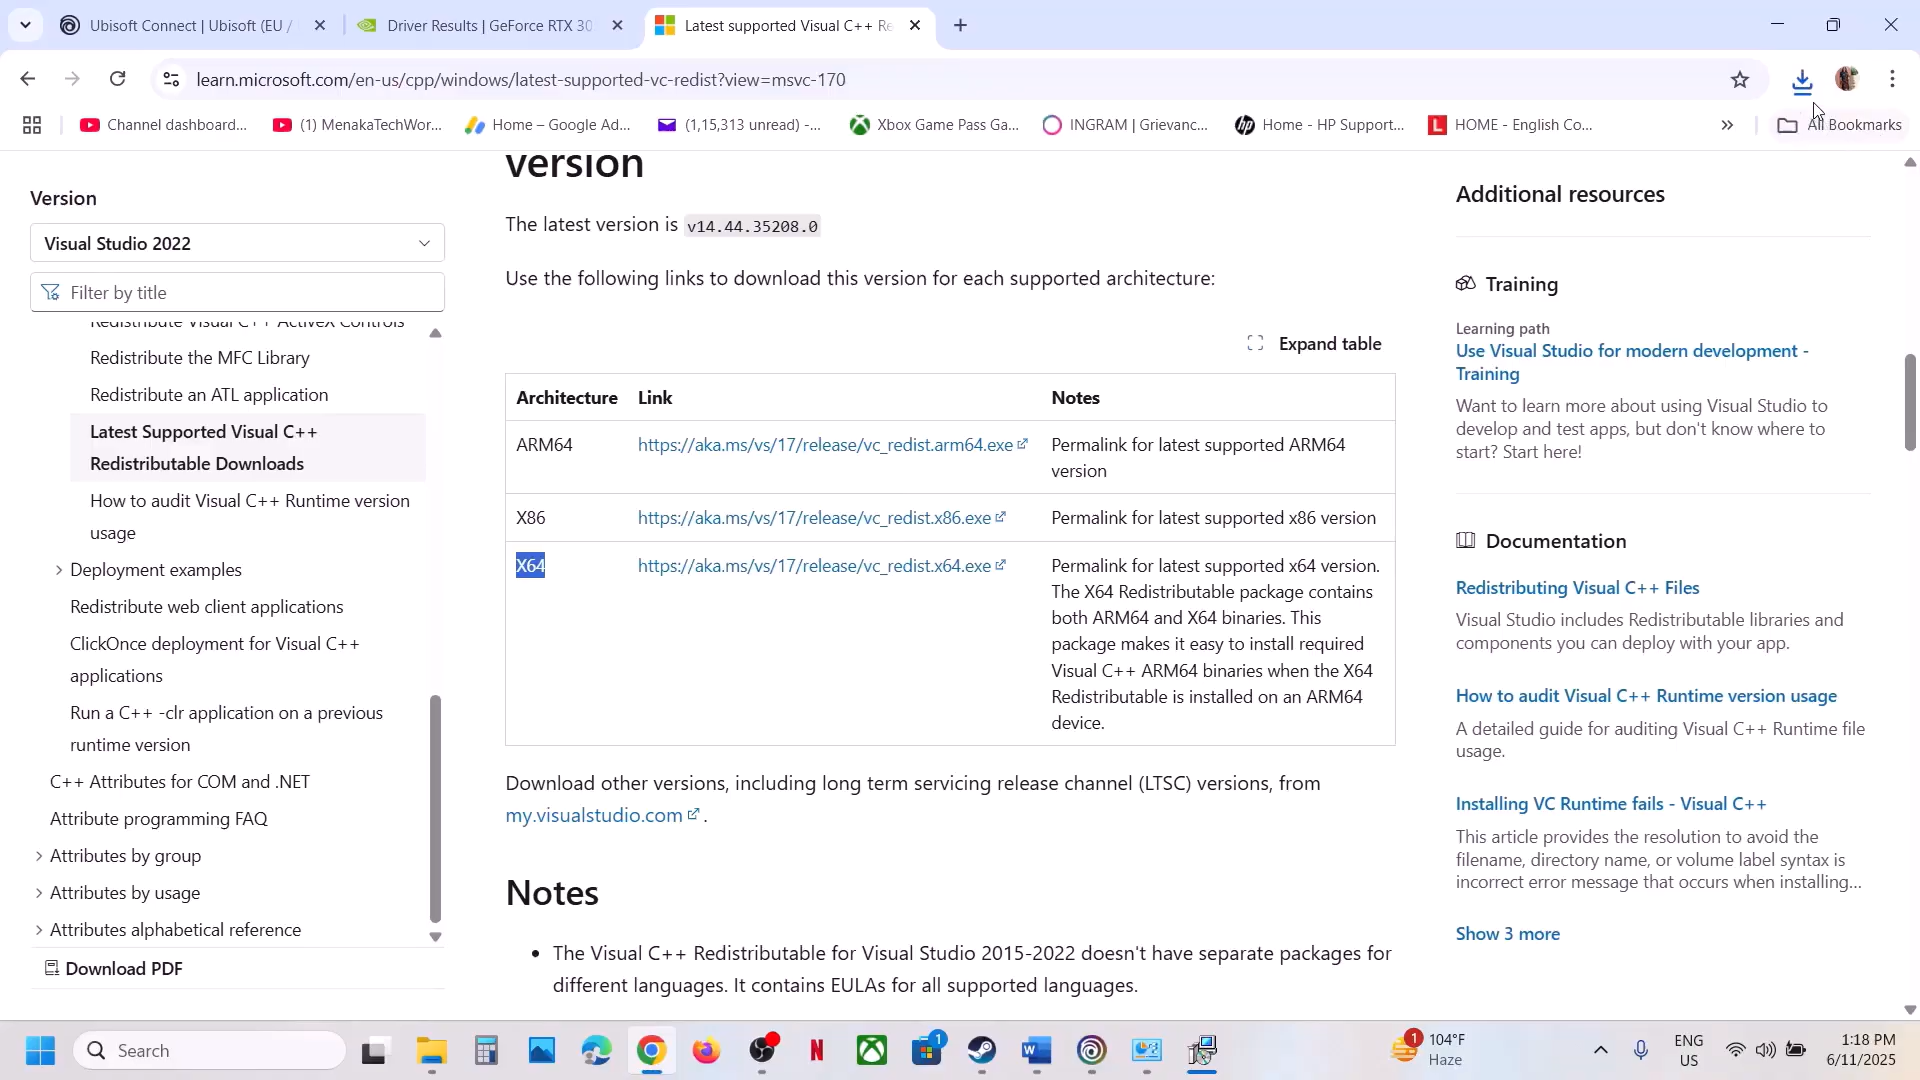 Ubisoft Connect | Ubisoft (EU /
Driver Results | GeForce RTX 30
Latest supported Visual C++ Re
learn.microsoft.com/en-us/cpp/windows/latest-supported-vc-redist?view=msvc-170
Channel dashboard...
(1) MenakaTechWor...
Home – Google Ad...
(1,15,313 unread) -...
Xbox Game Pass Ga...
INGRAM | Grievanc...
Home - HP Support...
HOME - English Co...
»
All Bookmarks
Version
Visual Studio 2022
Filter by title
Redistribute Visual C++ ActiveX Controls
Redistribute the MFC Library
Redistribute an ATL application
Latest Supported Visual C++
Redistributable Downloads
How to audit Visual C++ Runtime version
usage
Deployment examples
Redistribute web client applications
ClickOnce deployment for Visual C++
applications
Run a C++ -clr application on a previous
runtime version
C++ Attributes for COM and .NET
Attribute programming FAQ
Attributes by group
Attributes by usage
Attributes alphabetical reference
Download PDF
version
The latest version is v14.44.35208.0
Use the following links to download this version for each supported architecture:
Expand table
Architecture Link Notes
ARM64 https://aka.ms/vs/17/release/vc_redist.arm64.exe Permalink for latest supported ARM64
version
X86 https://aka.ms/vs/17/release/vc_redist.x86.exe Permalink for latest supported x86 version
X64 https://aka.ms/vs/17/release/vc_redist.x64.exe Permalink for latest supported x64 version.
The X64 Redistributable package contains
both ARM64 and X64 binaries. This
package makes it easy to install required
Visual C++ ARM64 binaries when the X64
Redistributable is installed on an ARM64
device.
Download other versions, including long term servicing release channel (LTSC) versions, from
my.visualstudio.com .
Notes
• The Visual C++ Redistributable for Visual Studio 2015-2022 doesn't have separate packages for
different languages. It contains EULAs for all supported languages.
Additional resources
Training
Learning path
Use Visual Studio for modern development -
Training
Want to learn more about using Visual Studio to
develop and test apps, but don't know where to
start? Start here!
Documentation
Redistributing Visual C++ Files
Visual Studio includes Redistributable libraries and
components you can deploy with your app.
How to audit Visual C++ Runtime version usage
A detailed guide for auditing Visual C++ Runtime file
usage.
Installing VC Runtime fails - Visual C++
This article provides the resolution to avoid the
filename, directory name, or volume label syntax is
incorrect error message that occurs when installing...
Show 3 more
Search
1
1
104°F
Haze
ENG
US
1:18 PM
6/11/2025